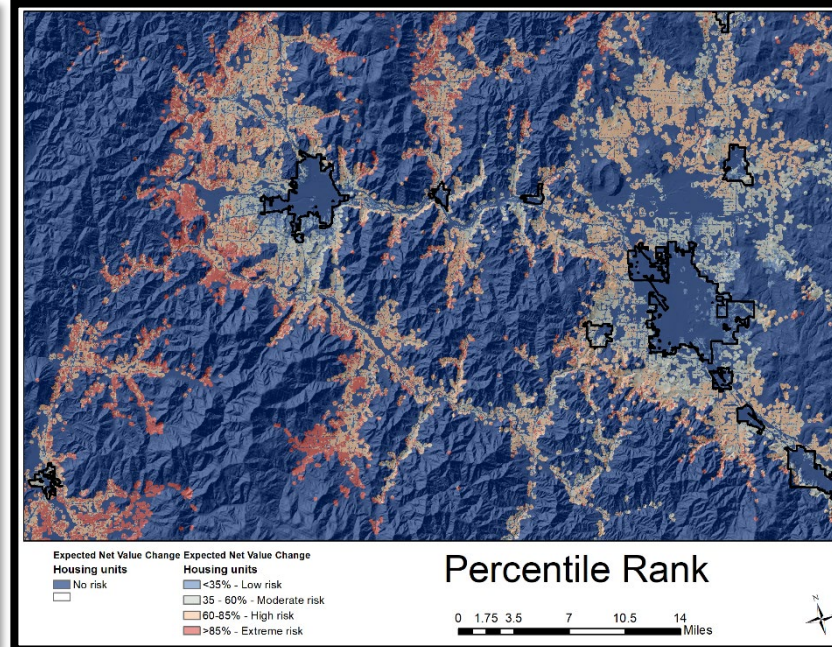 Expected Net Value Change Expected Net Value Change
Housing units Housing units
No risk <35% - Low risk
35 - 60% - Moderate risk
60-85% - High risk
>85% - Extreme risk
Percentile Rank
0 1.75 3.5 7 10.5 14
Miles
N